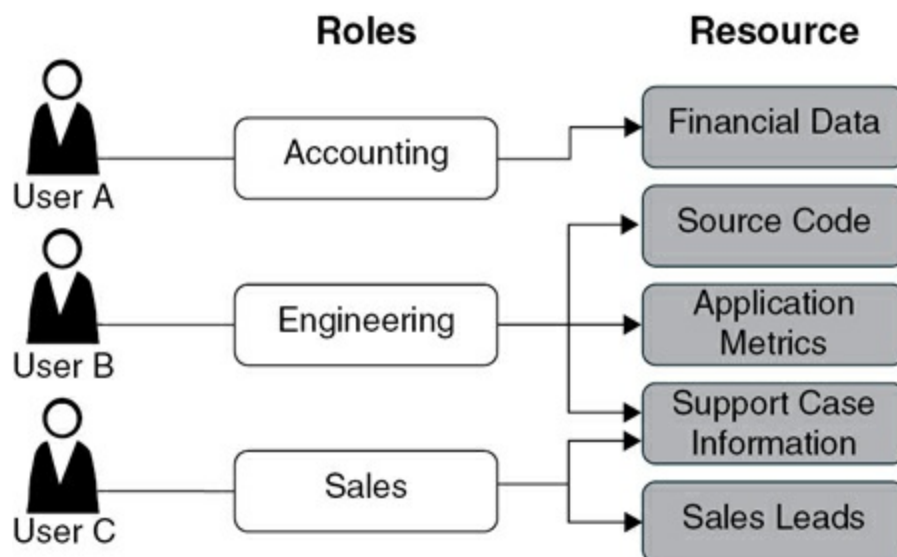 Roles
Resource
User A
Accounting
Financial Data
Source Code
User B
Engineering
Application
Metrics
Support Case
Information
User C
Sales
Sales Leads